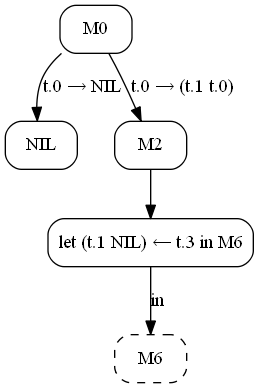 M0
t.0 → NIL
t.0 → (t.1 t.0)
NIL
M2
let (t.1 NIL) ← t.3 in M6
in
M6